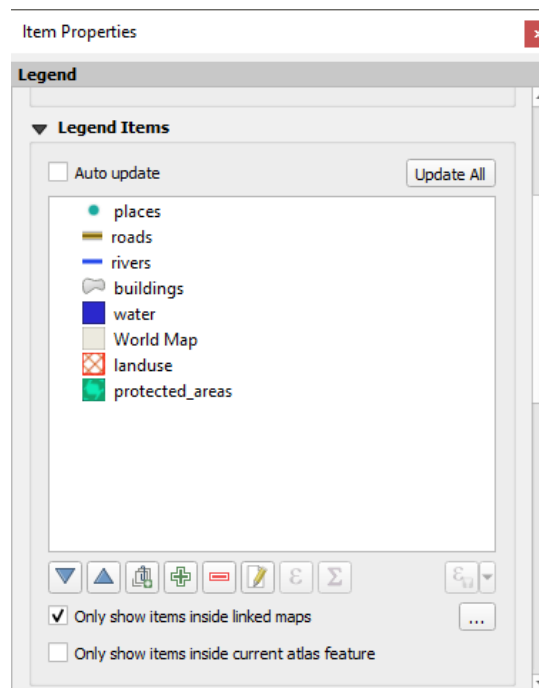 Item Properties
Legend
Legend Items
Auto update
Update All
places
roads
rivers
buildings
water
World Map
landuse
protected_areas
ε Σ ε
Only show items inside linked maps
...
Only show items inside current atlas feature